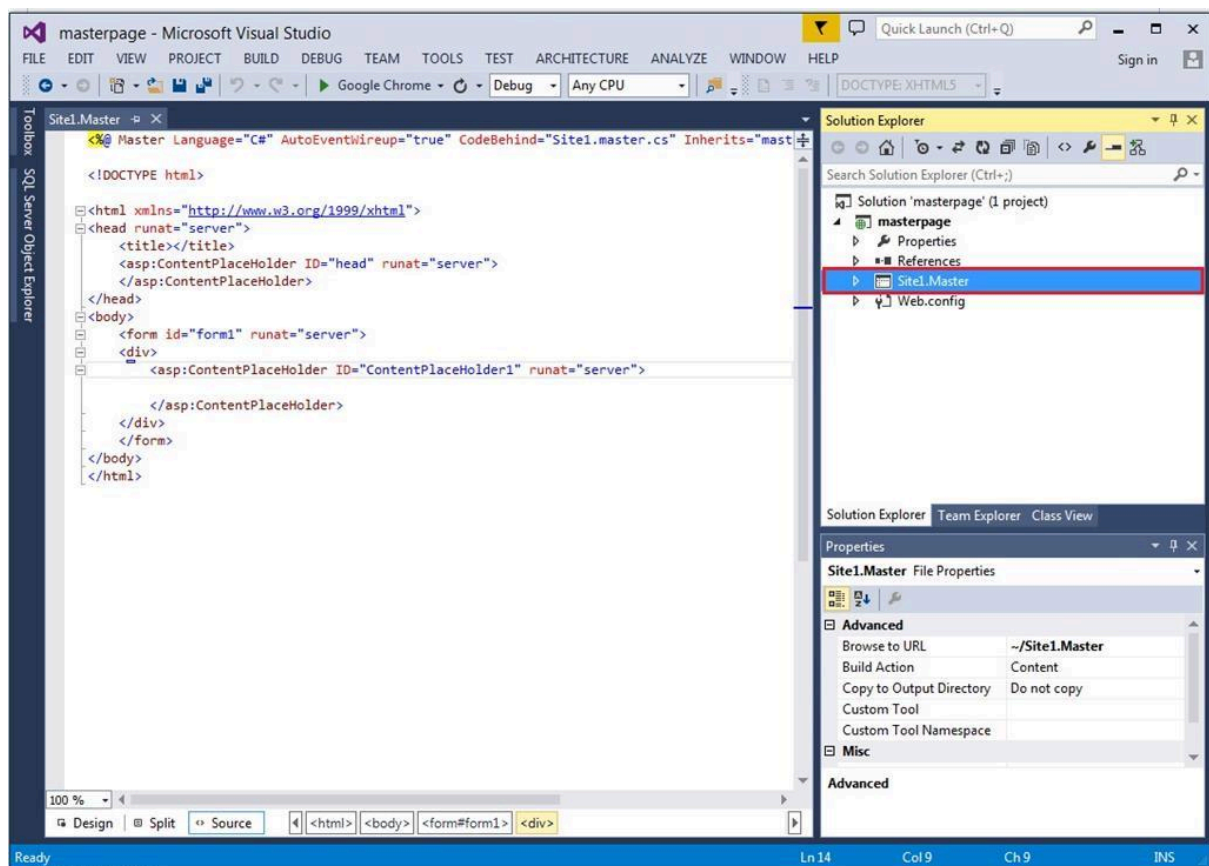 masterpage - Microsoft Visual Studio
Quick Launch (Ctrl+Q)
FILE EDIT VIEW PROJECT BUILD DEBUG TEAM TOOLS TEST ARCHITECTURE ANALYZE WINDOW HELP
Sign in
Google Chrome Debug Any CPU DOCTYPE: XHTML5
Toolbox
SQL Server Object Explorer
Site1.Master
<%@ Master Language="C#" AutoEventWireup="true" CodeBehind="Site1.master.cs" Inherits="mast
<!DOCTYPE html>
<html xmlns="http://www.w3.org/1999/xhtml">
<head runat="server">
<title></title>
<asp:ContentPlaceHolder ID="head" runat="server">
</asp:ContentPlaceHolder>
</head>
<body>
<form id="form1" runat="server">
<div>
<asp:ContentPlaceHolder ID="ContentPlaceHolder1" runat="server">
</asp:ContentPlaceHolder>
</div>
</form>
</body>
</html>
100 %
Design Split Source <html> <body> <form#form1> <div>
Solution Explorer
Search Solution Explorer (Ctrl+;)
Solution 'masterpage' (1 project)
masterpage
Properties
References
Site1.Master
Web.config
Solution Explorer Team Explorer Class View
Properties
Site1.Master File Properties
Advanced
Browse to URL ~/Site1.Master
Build Action Content
Copy to Output Directory Do not copy
Custom Tool
Custom Tool Namespace
Misc
Advanced
Ready Ln 14 Col 9 Ch 9 INS